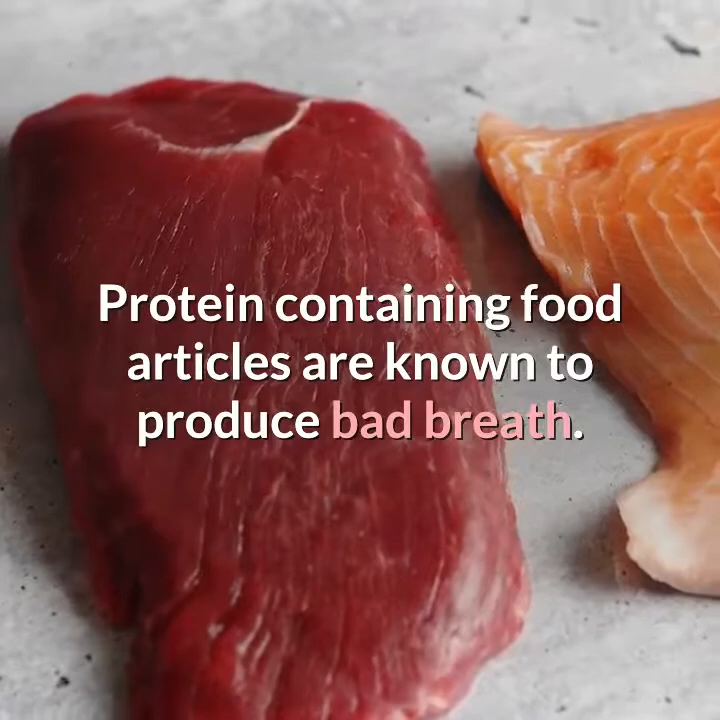 Protein containing food
articles are known to
produce bad breath.